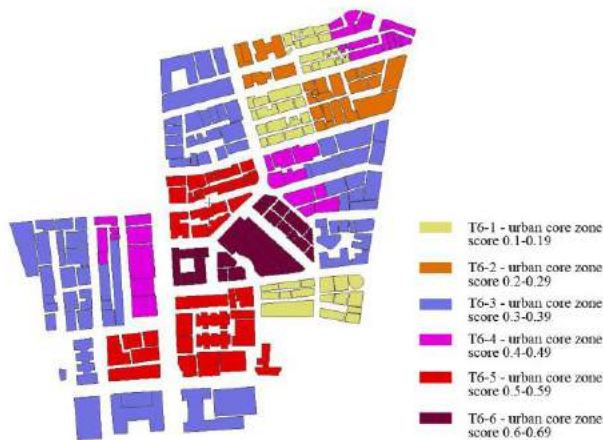 T6-1 - urban core zone
score 0.1-0.19
T6-2 - urban core zone
score 0.2-0.29
T6-3 - urban core zone
score 0.3-0.39
T6-4 - urban core zone
score 0.4-0.49
T6-5 - urban core zone
score 0.5-0.59
T6-6 - urban core zone
score 0.6-0.69